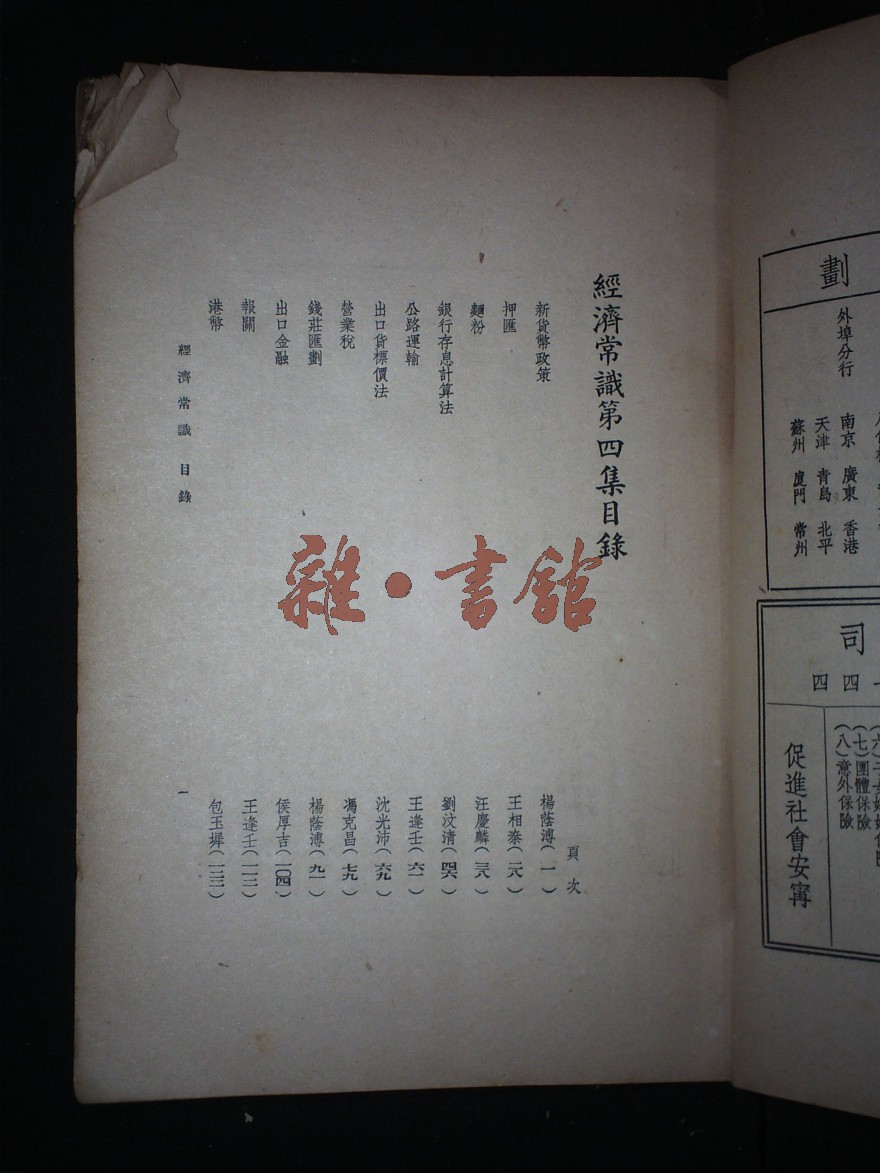 劃
外埠分行
南京 廣東 香港
天津 青島 北平
蘇州 廈門 常州
司
四四
(七)團體保險
(八)意外保險
促進社會安寗
經濟常識第四集目錄
頁次
新貨幣政策 楊蔭溥(一)
押匯 王相秦(二八)
麵粉 汪慶麟(三八)
銀行存息計算法 劉汶清(四六)
公路運輸 王逢壬(六一)
出口貨標價法 沈光沛(六九)
營業稅 馮克昌(七九)
錢莊匯劃 楊蔭溥(九一)
出口金融 侯厚吉(一〇四)
報關 王逢壬(一一三)
港幣 包玉墀(一三二)
經濟常識 目錄
一
雜·書館